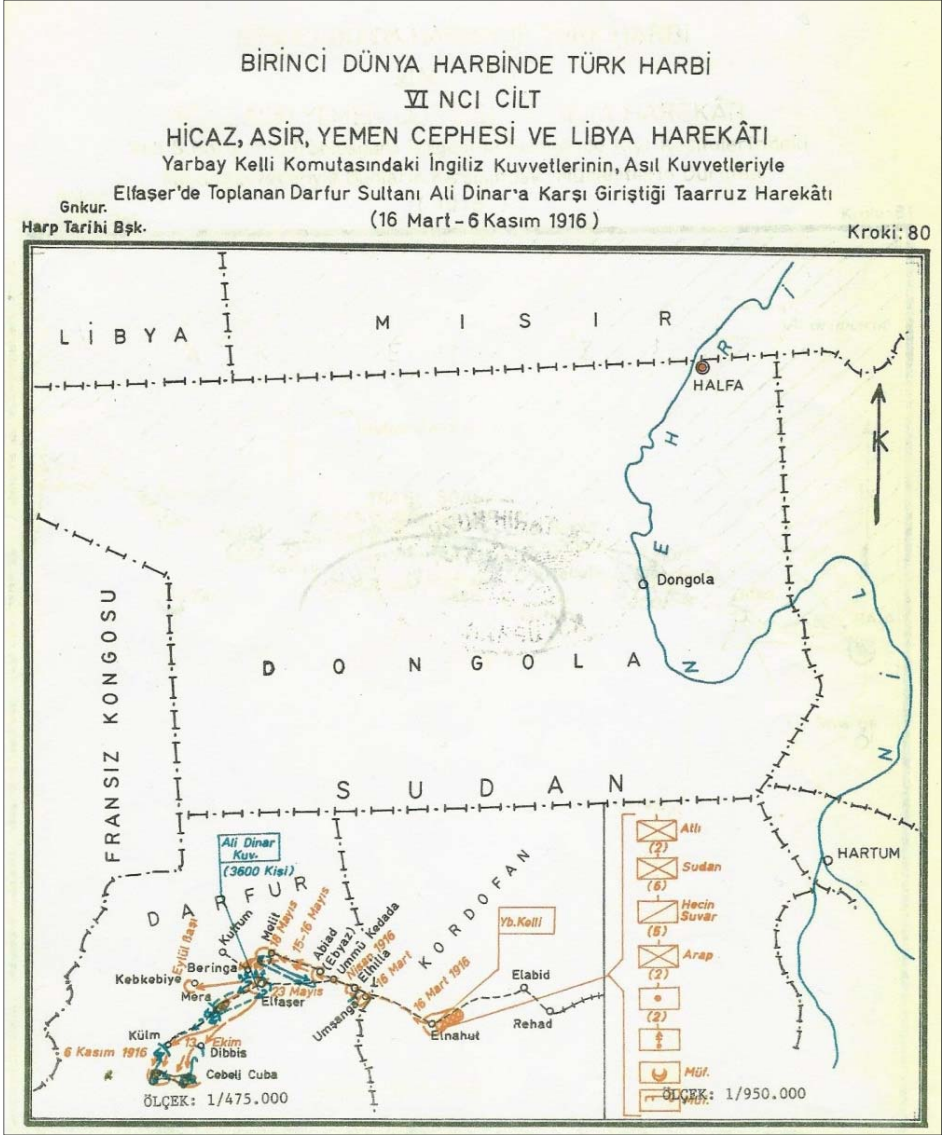 BİRİNCİ DÜNYA HARBİNDE TÜRK HARBİ
VI NCI CİLT
HİCAZ, ASİR, YEMEN CEPHESİ VE LİBYA HAREKÂTI
Yarbay Kelli Komutasındaki İngiliz Kuvvetlerinin, Asıl Kuvvetleriyle
Elfaşer'de Toplanan Darfur Sultanı Ali Dinar'a Karşı Giriştiği Taarruz Harekâtı
(16 Mart-6 Kasım 1916)
Gnkur.
Harp Tarihi Bşk.
Kroki: 80
LİBYA
MISIR
HALFA
K
NİL NEHRİ
Dongola
DONGOLA
FRANSIZ KONGOSU
SUDAN
HARTUM
Ali Dinar
Kuv.
(3600 Kişi)
DARFUR
KORDOFAN
Yb. Kelli
Kuttum
Melit
18 Mayıs
15-16 Mayıs
Abiad
(Ebyaz)
Ummü Kedada
Nisan 1916
Elhilla
16 Mart
Eylül Başı
Kebkebiye
Beringa
Mera
23 Mayıs
Elfaşer
Umşanga
16 Mart 1916
Elnahut
Elabid
Rehad
Külm
13 Ekim
Dibbis
6 Kasım 1916
Cebeli Cuba
Atlı
(2)
Sudan
(6)
Hecin
Suvar
(5)
Arap
(2)
(2)
Müf.
Müf.
ÖLÇEK: 1/475.000
ÖLÇEK: 1/950.000